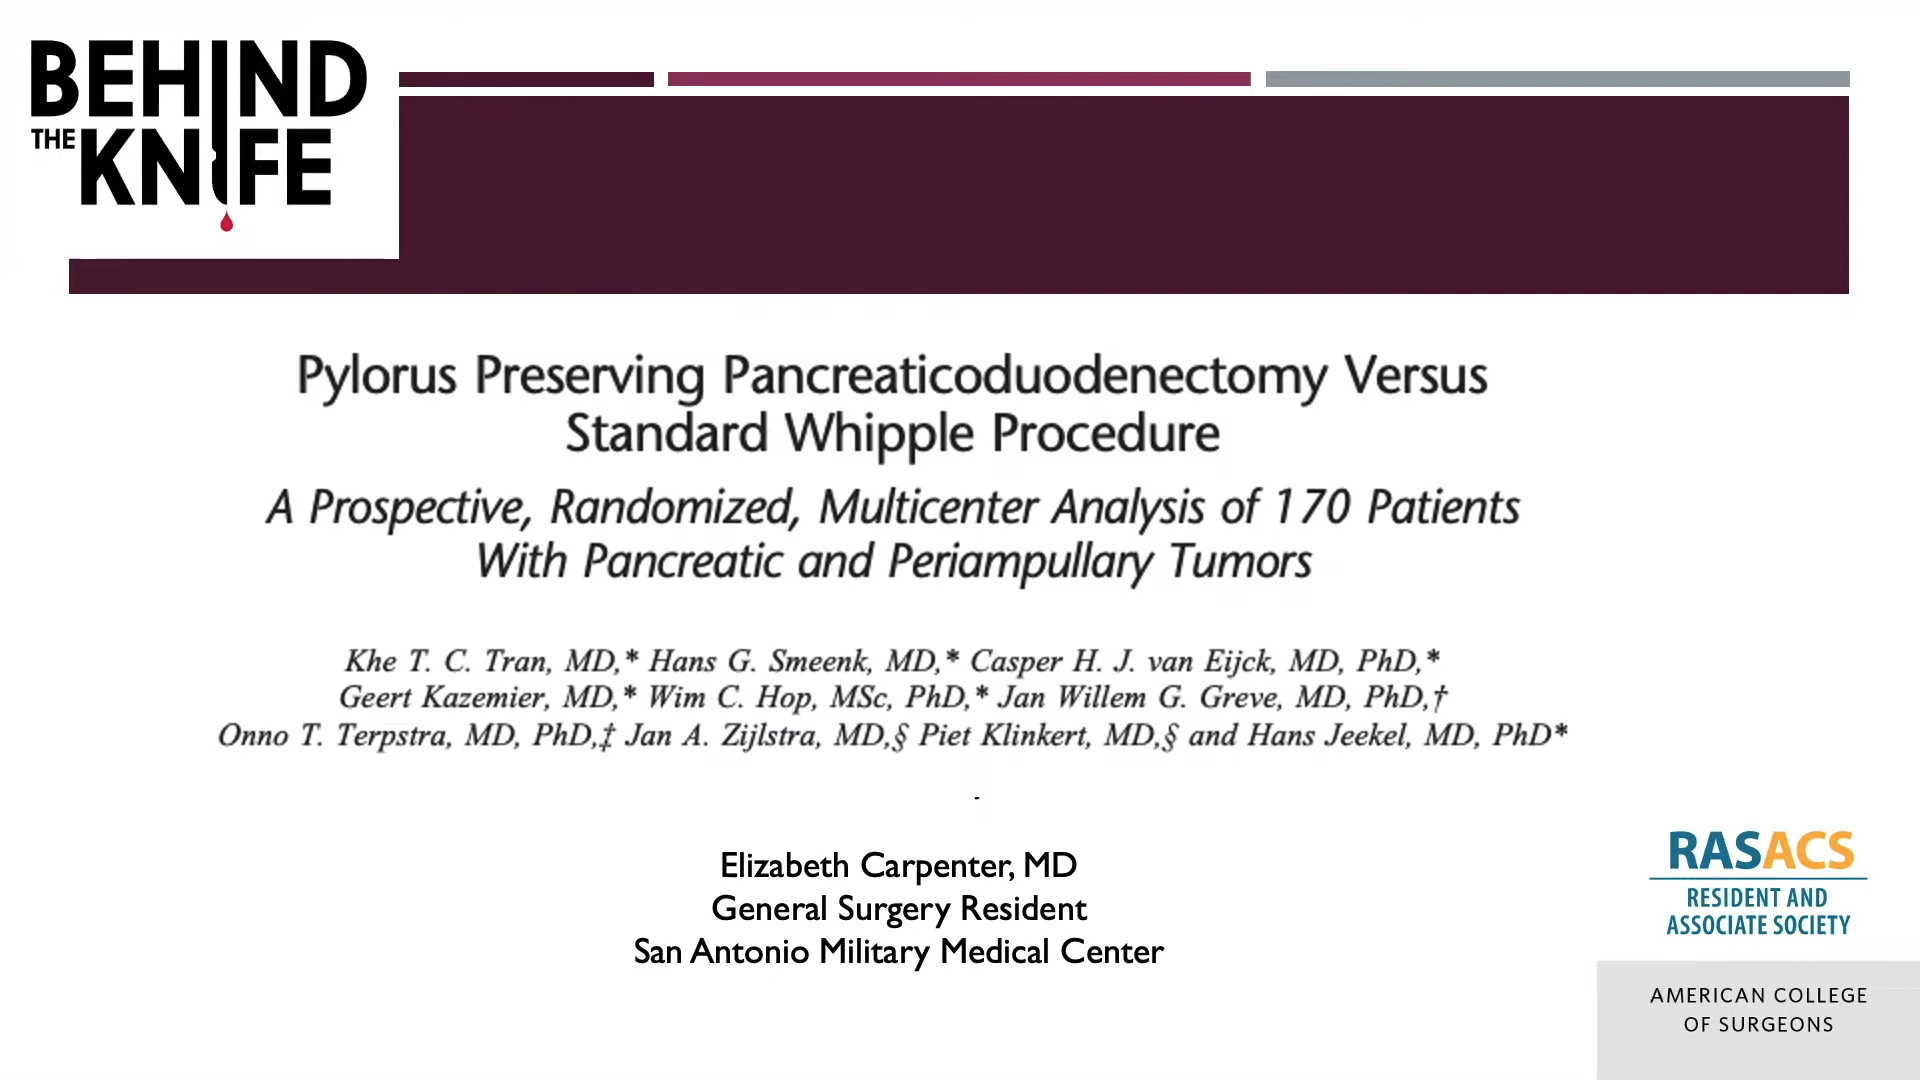 BEHIND
THE KNIFE
Pylorus Preserving Pancreaticoduodenectomy Versus
Standard Whipple Procedure
A Prospective, Randomized, Multicenter Analysis of 170 Patients
With Pancreatic and Periampullary Tumors
Khe T. C. Tran, MD,* Hans G. Smeenk, MD,* Casper H. J. van Eijck, MD, PhD,*
Geert Kazemier, MD,* Wim C. Hop, MSc, PhD,* Jan Willem G. Greve, MD, PhD,†
Onno T. Terpstra, MD, PhD,‡ Jan A. Zijlstra, MD,§ Piet Klinkert, MD,§ and Hans Jeekel, MD, PhD*
-
Elizabeth Carpenter, MD
General Surgery Resident
San Antonio Military Medical Center
RASACS
RESIDENT AND
ASSOCIATE SOCIETY
AMERICAN COLLEGE
OF SURGEONS